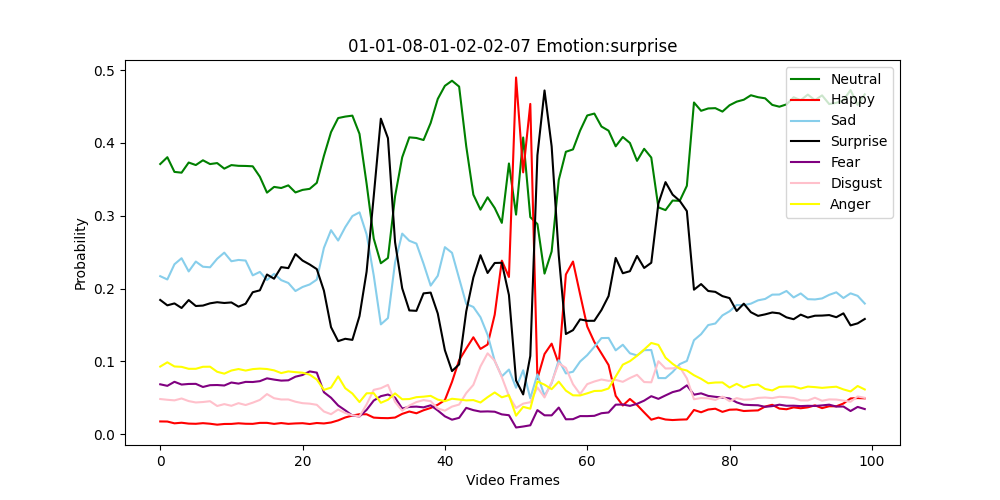 01-01-08-01-02-02-07 Emotion:surprise
Probability
0.5
0.4
0.3
0.2
0.1
0.0
0
20
40
60
80
100
Video Frames
Neutral
Happy
Sad
Surprise
Fear
Disgust
Anger